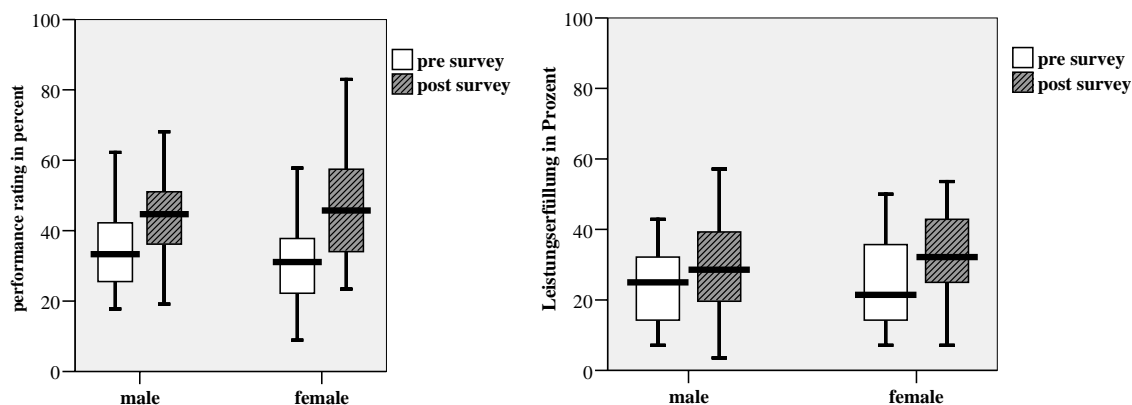 performance rating in percent
100
80
60
40
20
0
male
female
pre survey
post survey
Leistungserfüllung in Prozent
100
80
60
40
20
0
male
female
pre survey
post survey